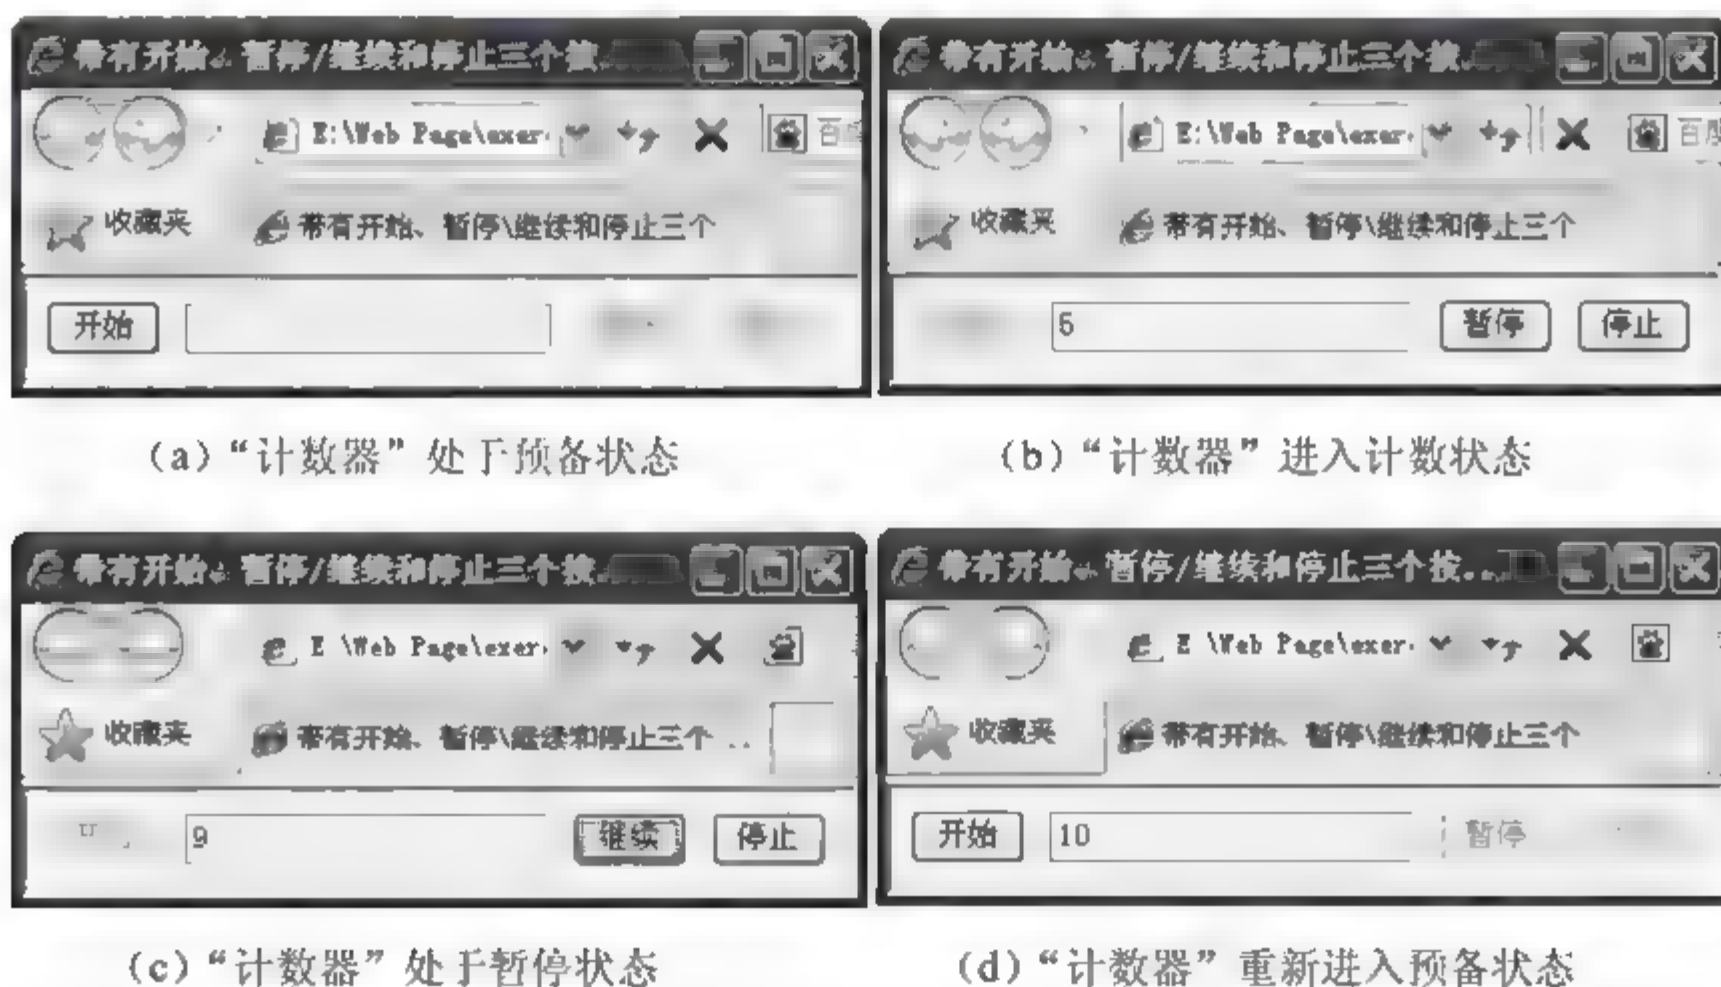 带有开始、暂停/继续和停止三个按...
带有开始、暂停/继续和停止三个按...
E:\Web Page\exer
百
E:\Web Page\exer
百度
收藏夹
带有开始、暂停\继续和停止三个
收藏夹
带有开始、暂停\继续和停止三个
开始
5 暂停 停止
(a)“计数器”处于预备状态
(b)“计数器”进入计数状态
带有开始、暂停/继续和停止三个按...
带有开始、暂停/继续和停止三个按...
E \Web Page\exer
E \Web Page\exer
收藏夹
带有开始、暂停\继续和停止三个 ..
收藏夹
带有开始、暂停\继续和停止三个
9 继续 停止
开始 10 暂停
(c)“计数器”处于暂停状态
(d)“计数器”重新进入预备状态